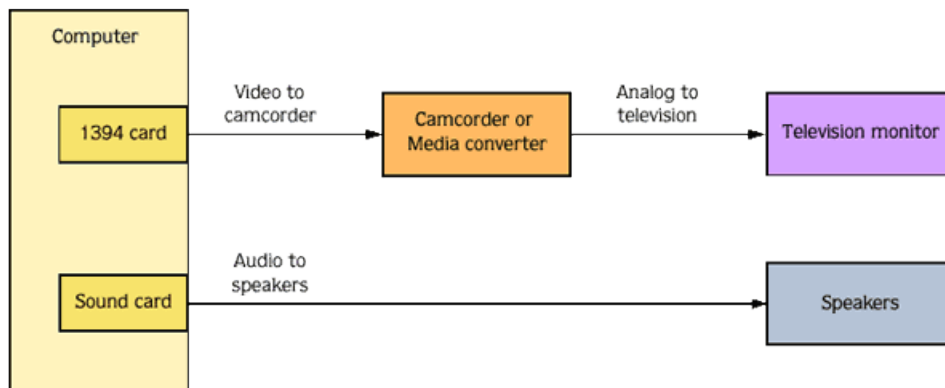 Computer
1394 card
Video to
camcorder
Camcorder or
Media converter
Analog to
television
Television monitor
Sound card
Audio to
speakers
Speakers